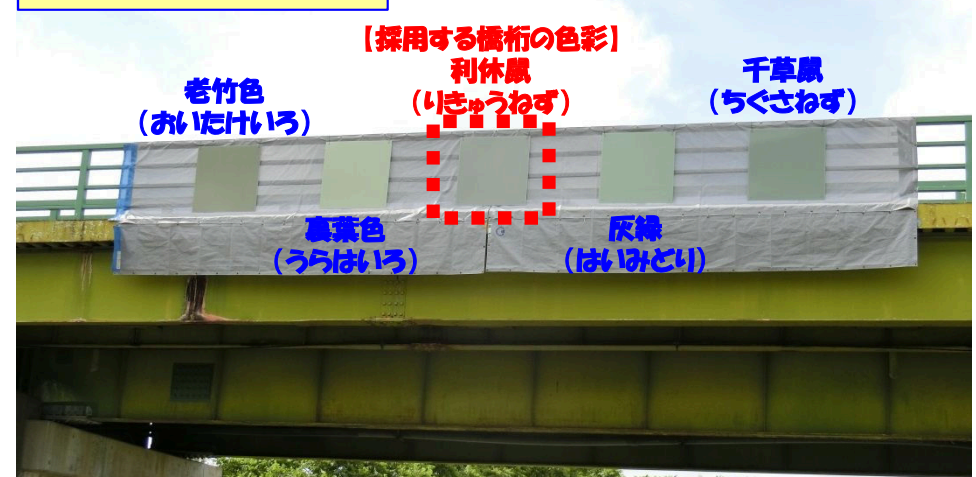 【採用する橋桁の色彩】
利休鼠
(りきゅうねず)
老竹色
(おいたけいろ)
千草鼠
(ちぐさねず)
裏葉色
(うらはいろ)
灰緑
(はいみどり)